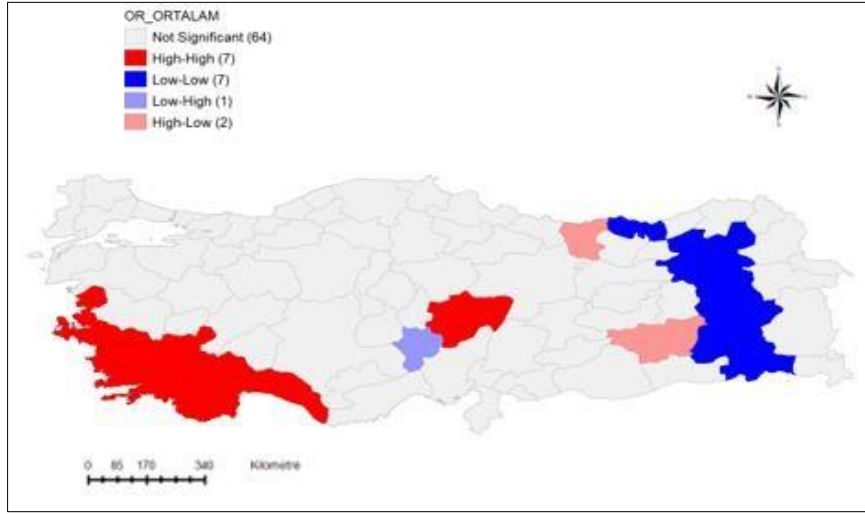 OR_ORTALAM
Not Significant (64)
High-High (7)
Low-Low (7)
Low-High (1)
High-Low (2)
0 85 170 340 Kilometre